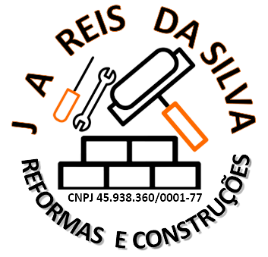 J A REIS DA SILVA
CNPJ 45.938.360/0001-77
REFORMAS E CONSTRUÇÕES